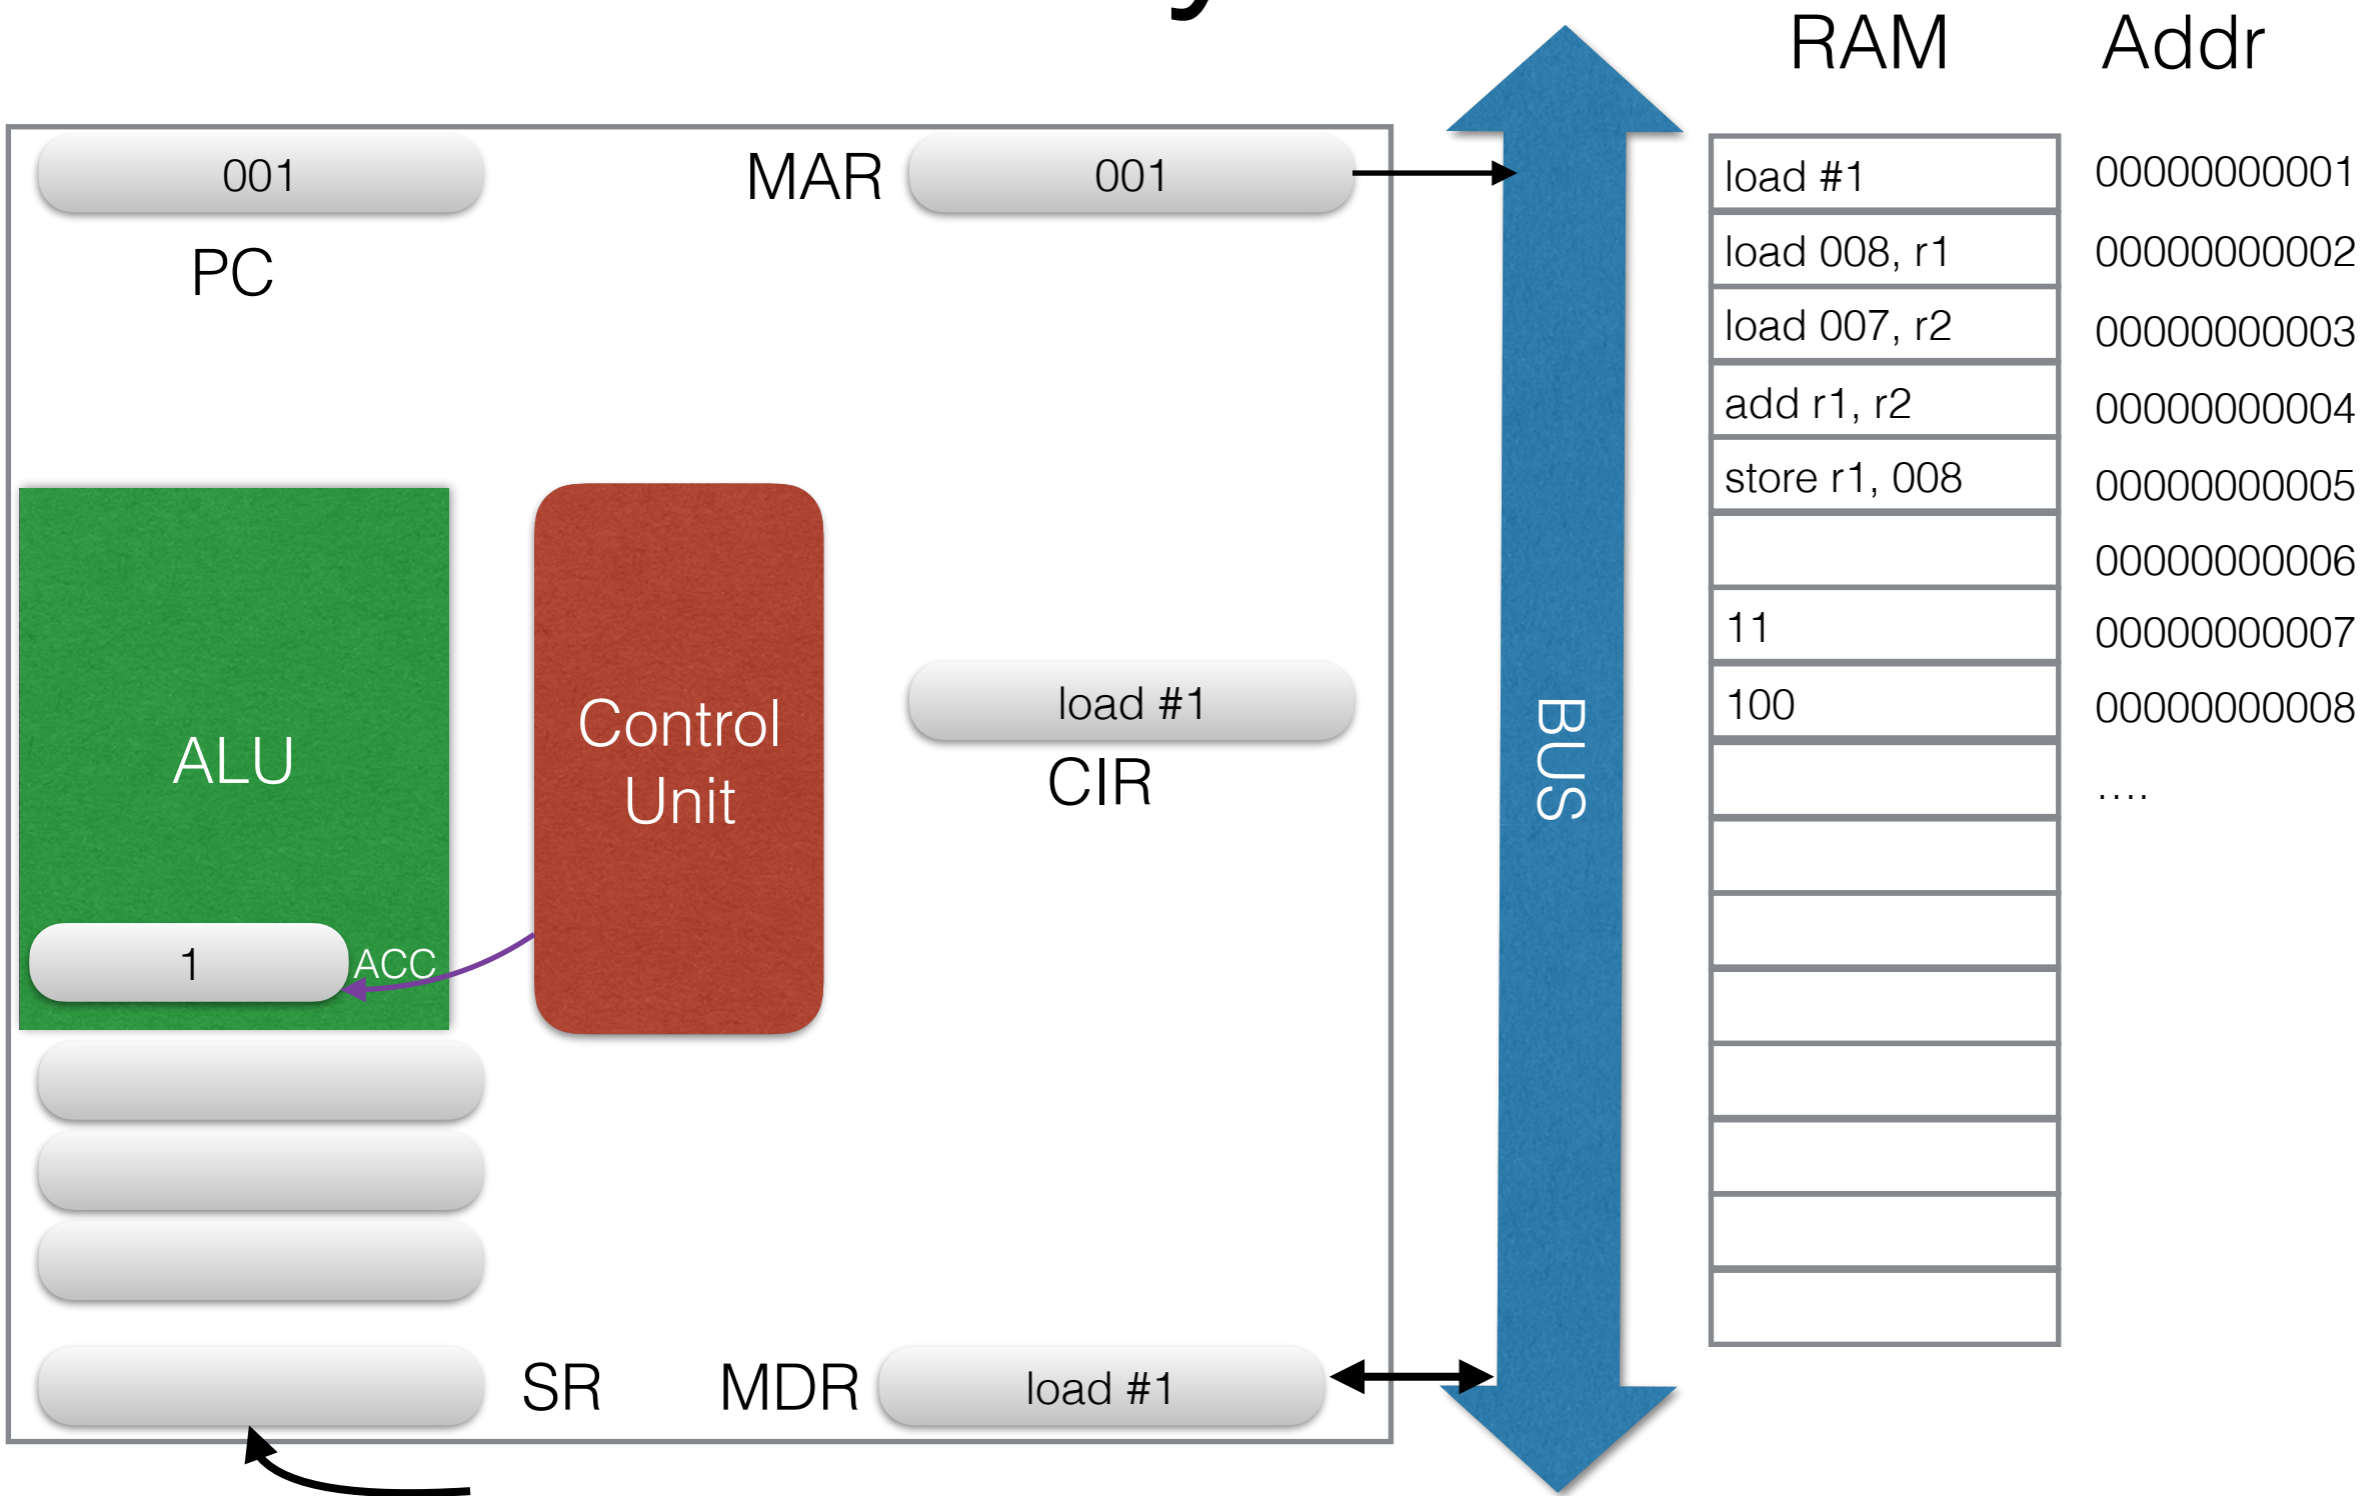 RAM Addr
001
PC
MAR
001
load #1
00000000001
load 008, r1
00000000002
load 007, r2
00000000003
add r1, r2
00000000004
store r1, 008
00000000005
00000000006
11
00000000007
100
00000000008
....
ALU
Control
Unit
load #1
CIR
BUS
1
ACC
SR
MDR
load #1